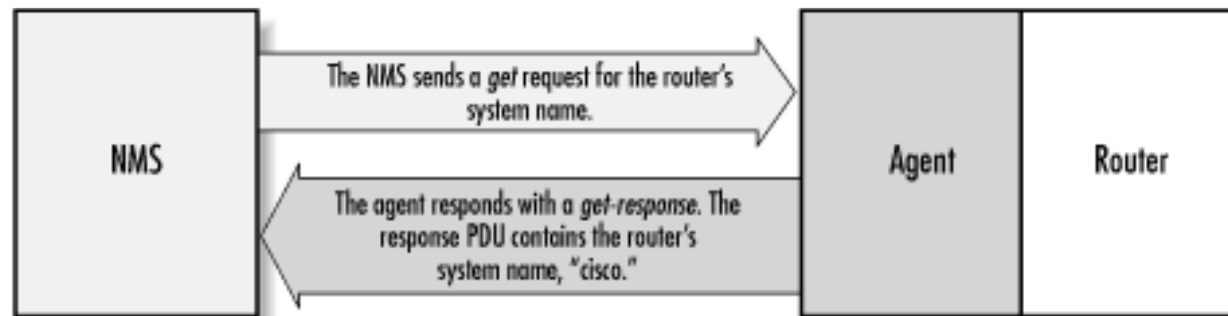 NMS
The NMS sends a get request for the router's
system name.
The agent responds with a get-response. The
response PDU contains the router's
system name, “cisco.”
Agent
Router